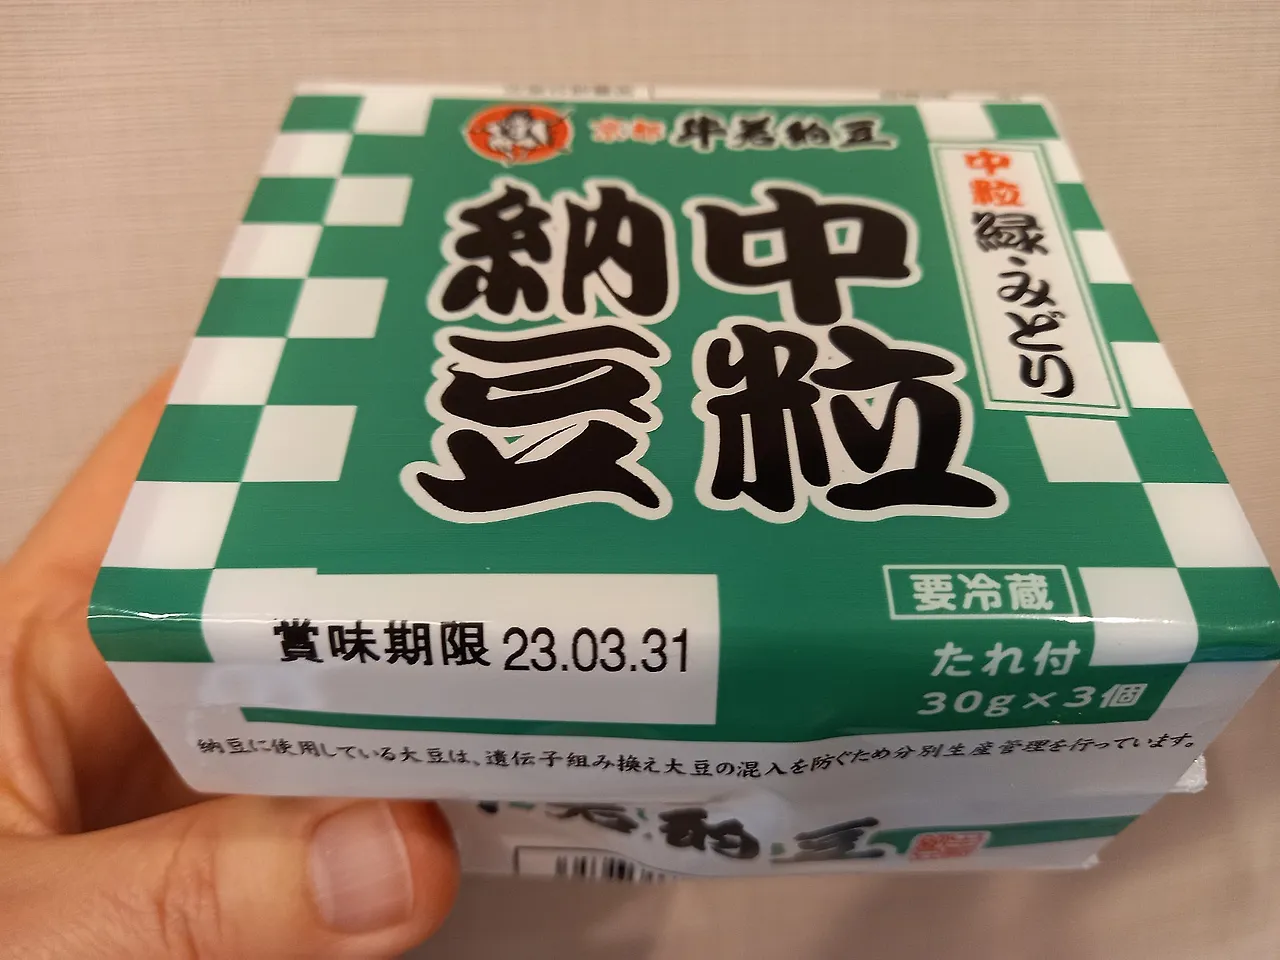 京都 牛若納豆
中粒
納豆
中粒 緑みどり
要冷蔵
たれ付
30g×3個
賞味期限 23.03.31
納豆に使用している大豆は、遺伝子組み換え大豆の混入を防ぐため分別生産管理を行っています。
若納豆